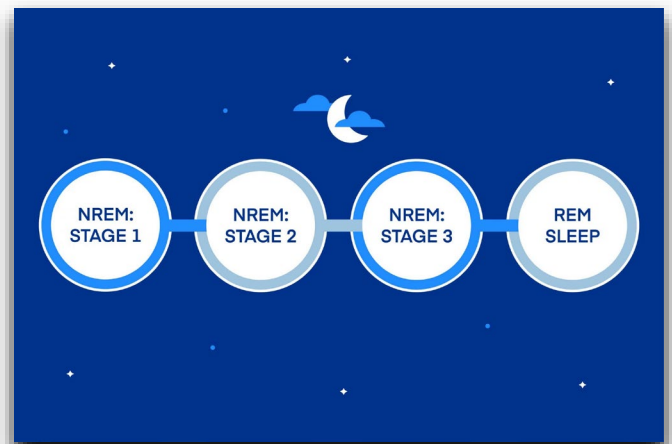 NREM:
STAGE 1
NREM:
STAGE 2
NREM:
STAGE 3
REM
SLEEP